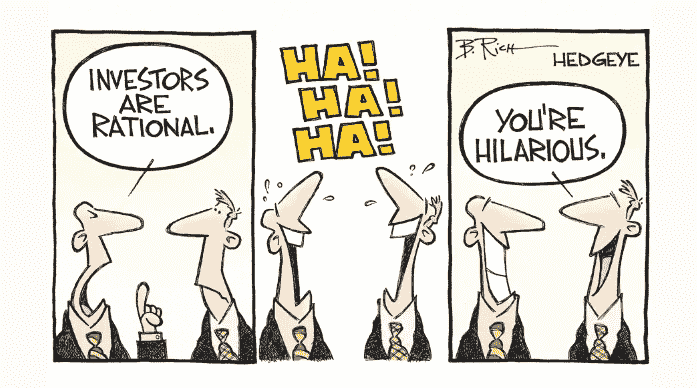 INVESTORS
ARE
RATIONAL.
HA!
HA!
HA!
B. RICH
HEDGEYE
YOU'RE
HILARIOUS.